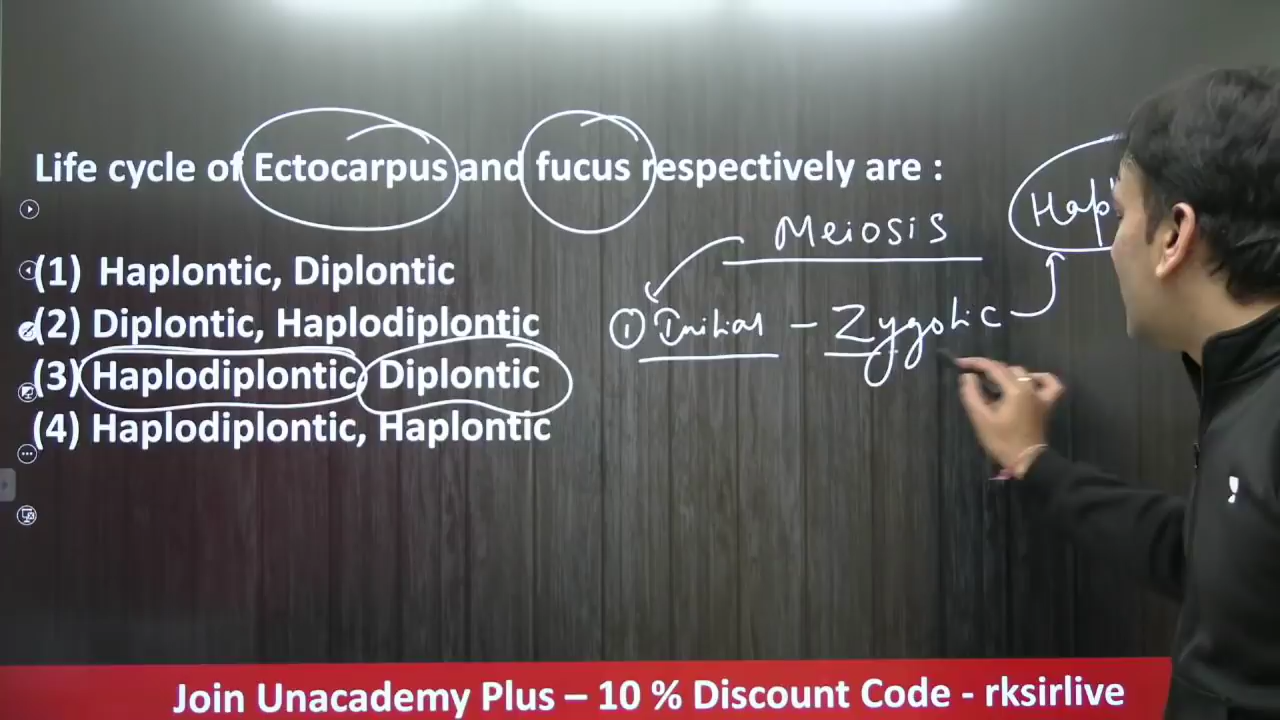 Life cycle of Ectocarpus and fucus respectively are :
Hap
Meiosis
(1) Haplontic, Diplontic
(2) Diplontic, Haplodiplontic
① Initial – Zygotic
(3) Haplodiplontic, Diplontic
(4) Haplodiplontic, Haplontic
Join Unacademy Plus – 10 % Discount Code - rksirlive